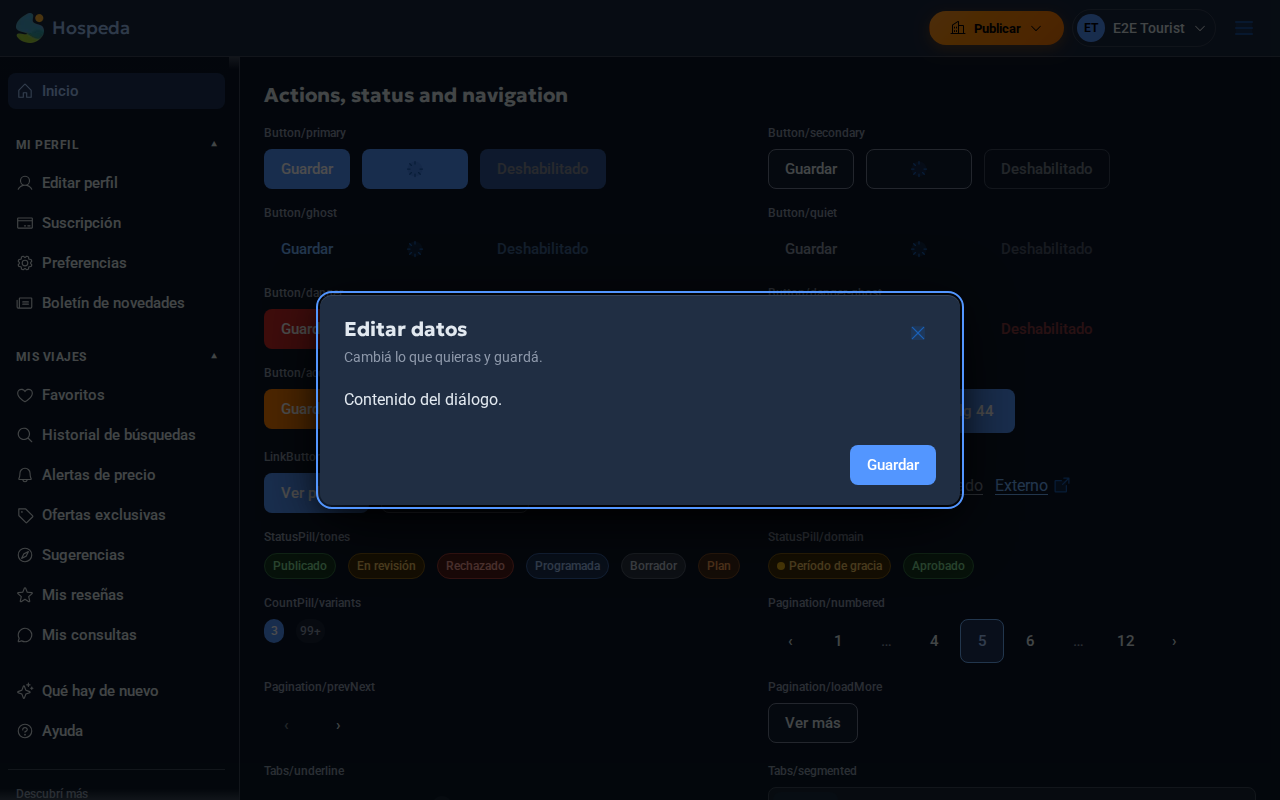 Hospeda
Publicar
ET
E2E Tourist
Inicio
MI PERFIL
Editar perfil
Suscripción
Preferencias
Boletín de novedades
MIS VIAJES
Favoritos
Historial de búsquedas
Alertas de precio
Ofertas exclusivas
Sugerencias
Mis reseñas
Mis consultas
Qué hay de nuevo
Ayuda
Descubrí más
Actions, status and navigation
Button/primary
Guardar
Deshabilitado
Button/secondary
Guardar
Deshabilitado
Button/ghost
Guardar
Deshabilitado
Button/quiet
Guardar
Deshabilitado
Deshabilitado
Editar datos
Cambiá lo que quieras y guardá.
Contenido del diálogo.
Guardar
44
Externo
StatusPill/tones
Publicado
En revisión
Rechazado
Programada
Borrador
Plan
StatusPill/domain
Período de gracia
Aprobado
CountPill/variants
3
99+
Pagination/numbered
‹ 1 … 4 5 6 … 12 ›
Pagination/prevNext
‹ ›
Pagination/loadMore
Ver más
Tabs/underline
Tabs/segmented